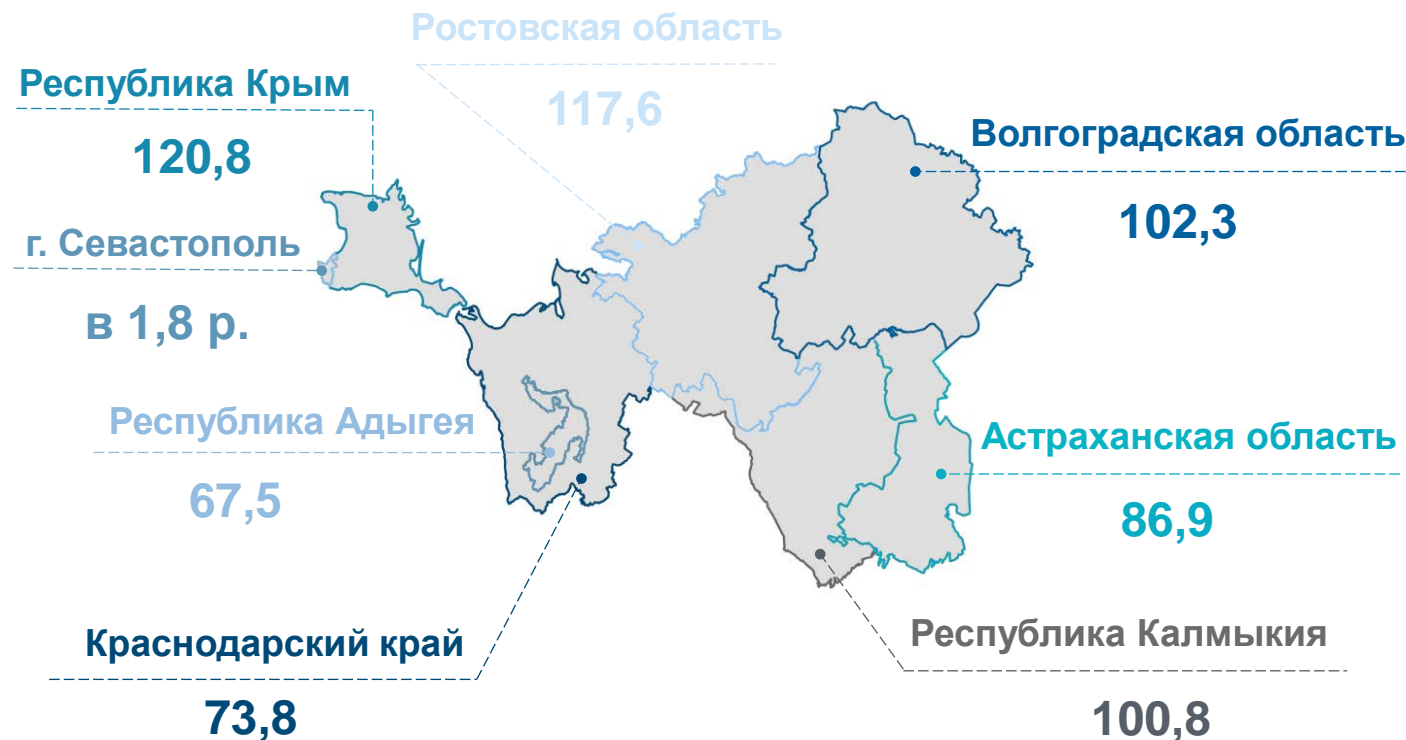 Ростовская область
117,6
Республика Крым
120,8
Волгоградская область
102,3
г. Севастополь
в 1,8 р.
Республика Адыгея
67,5
Астраханская область
86,9
Краснодарский край
73,8
Республика Калмыкия
100,8